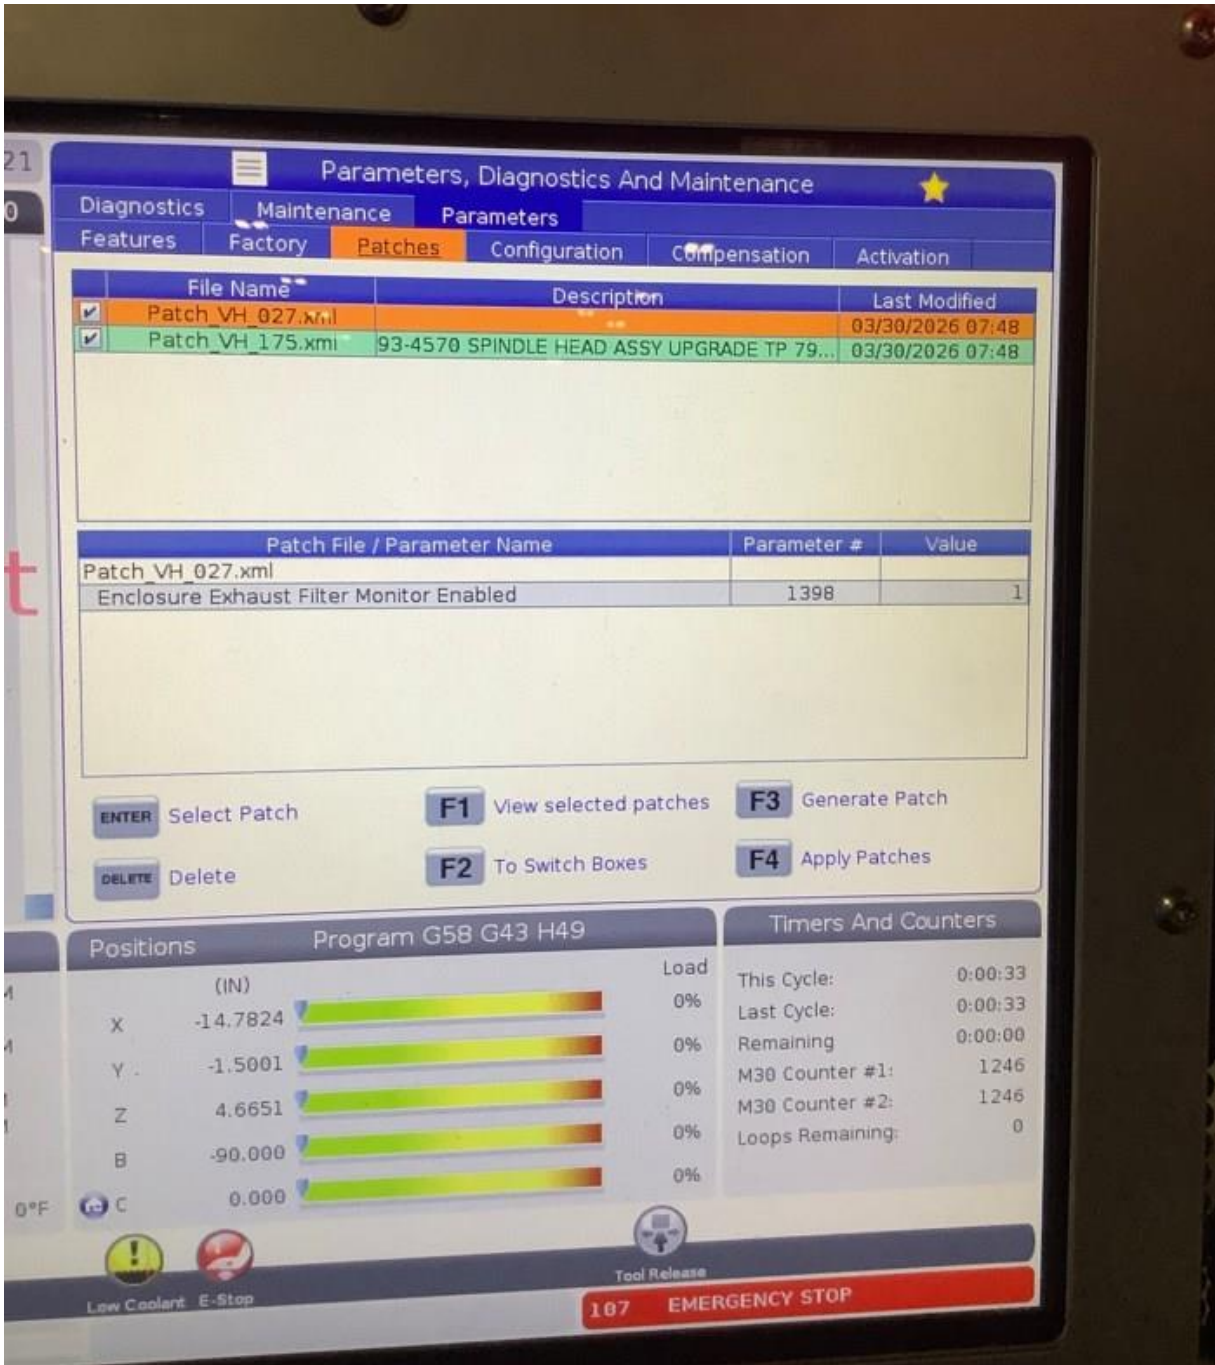 21
Parameters, Diagnostics And Maintenance
0
Diagnostics Maintenance Parameters
Features Factory Patches Configuration Compensation Activation
File Name Description Last Modified
Patch_VH_027.xml 03/30/2026 07:48
Patch_VH_175.xml 93-4570 SPINDLE HEAD ASSY UPGRADE TP 79... 03/30/2026 07:48
t
Patch File / Parameter Name Parameter # Value
Patch_VH_027.xml
Enclosure Exhaust Filter Monitor Enabled 1398 1
ENTER Select Patch F1 View selected patches F3 Generate Patch
DELETE Delete F2 To Switch Boxes F4 Apply Patches
Positions Program G58 G43 H49 Timers And Counters
(IN) Load
X -14.7824 0% This Cycle: 0:00:33
Y -1.5001 0% Last Cycle: 0:00:33
Z 4.6651 0% Remaining 0:00:00
B -90.000 0% M30 Counter #1: 1246
C 0.000 0% M30 Counter #2: 1246
Loops Remaining: 0
0°F
Low Coolant E-Stop Tool Release
107 EMERGENCY STOP